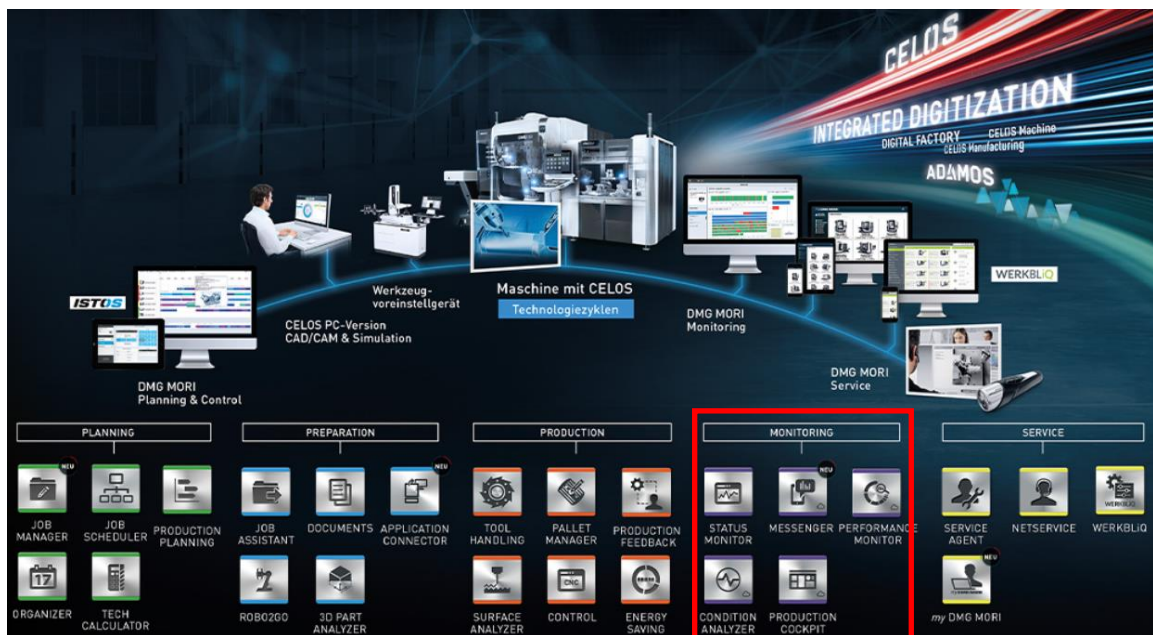 CELOS
INTEGRATED DIGITIZATION
DIGITAL FACTORY
CELOS Machine
CELOS Manufacturing
ADAMOS
ISTOS
WERKBLiQ
DMG MORI
Planning & Control
CELOS PC-Version
CAD/CAM & Simulation
Werkzeug-
voreinstellgerät
Maschine mit CELOS
Technologiezyklen
DMG MORI
Monitoring
DMG MORI
Service
PLANNING
NEU
JOB
MANAGER
JOB
SCHEDULER
PRODUCTION
PLANNING
17
ORGANIZER
TECH
CALCULATOR
PREPARATION
JOB
ASSISTANT
DOCUMENTS
NEU
APPLICATION
CONNECTOR
ROBO2GO
3D PART
ANALYZER
PRODUCTION
TOOL
HANDLING
PALLET
MANAGER
PRODUCTION
FEEDBACK
SURFACE
ANALYZER
CNC
CONTROL
ENERGY
SAVING
MONITORING
STATUS
MONITOR
NEU
MESSENGER
PERFORMANCE
MONITOR
CONDITION
ANALYZER
PRODUCTION
COCKPIT
SERVICE
SERVICE
AGENT
NETSERVICE
WERKBLiQ
WERKBLiQ
NEU
my DMG MORI